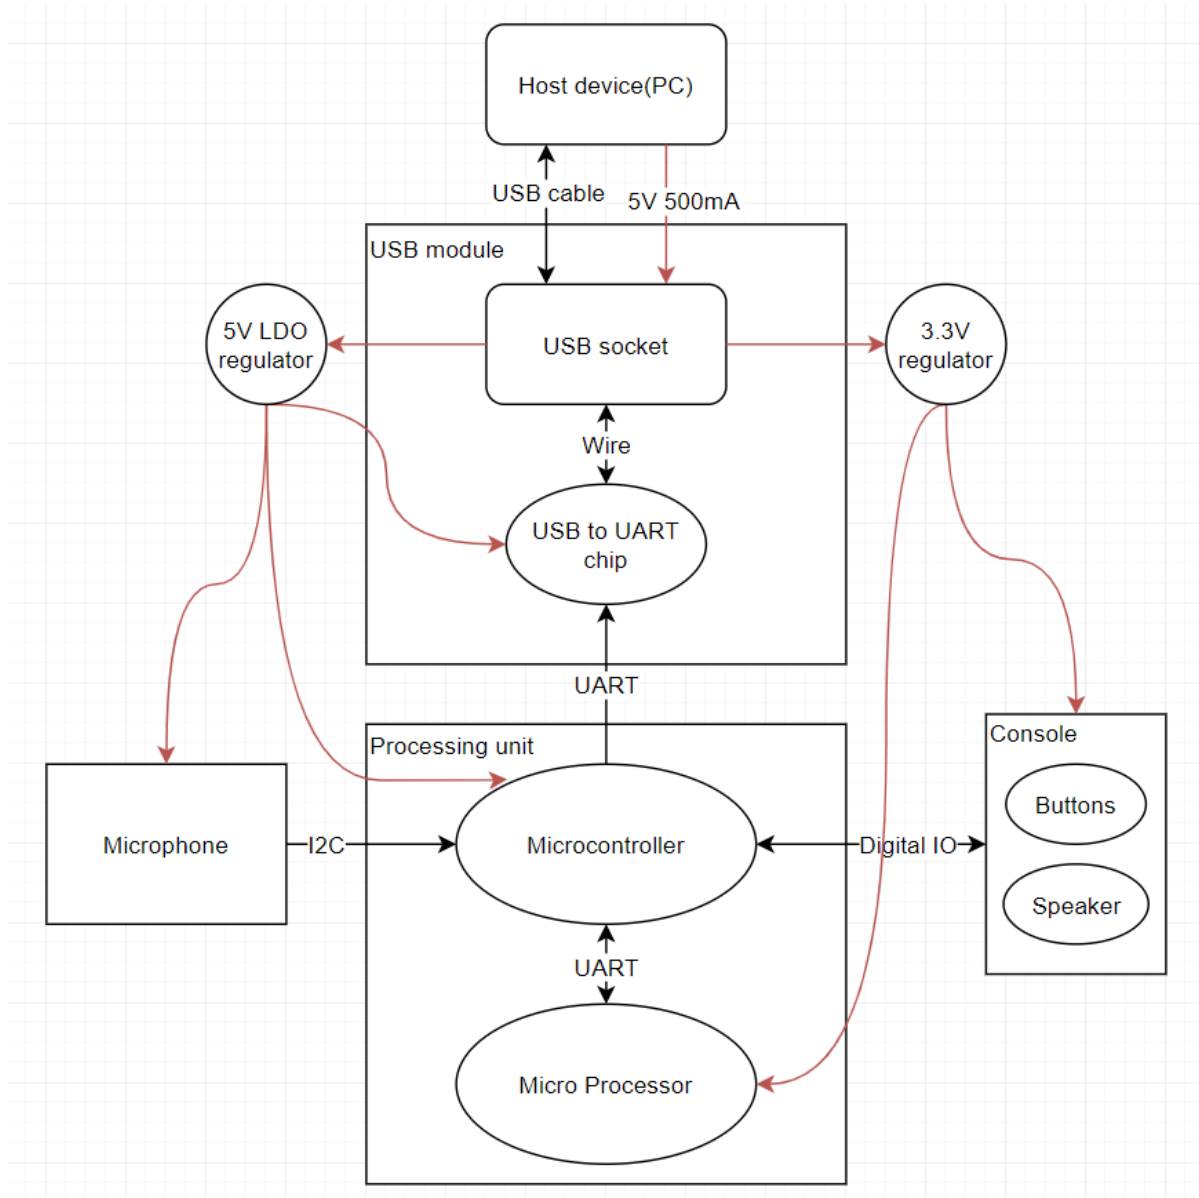 Host device(PC)
USB cable
5V 500mA
USB module
5V LDO
regulator
USB socket
3.3V
regulator
Wire
USB to UART
chip
UART
Processing unit
Console
Buttons
Microphone
I2C
Microcontroller
Digital IO
Speaker
UART
Micro Processor